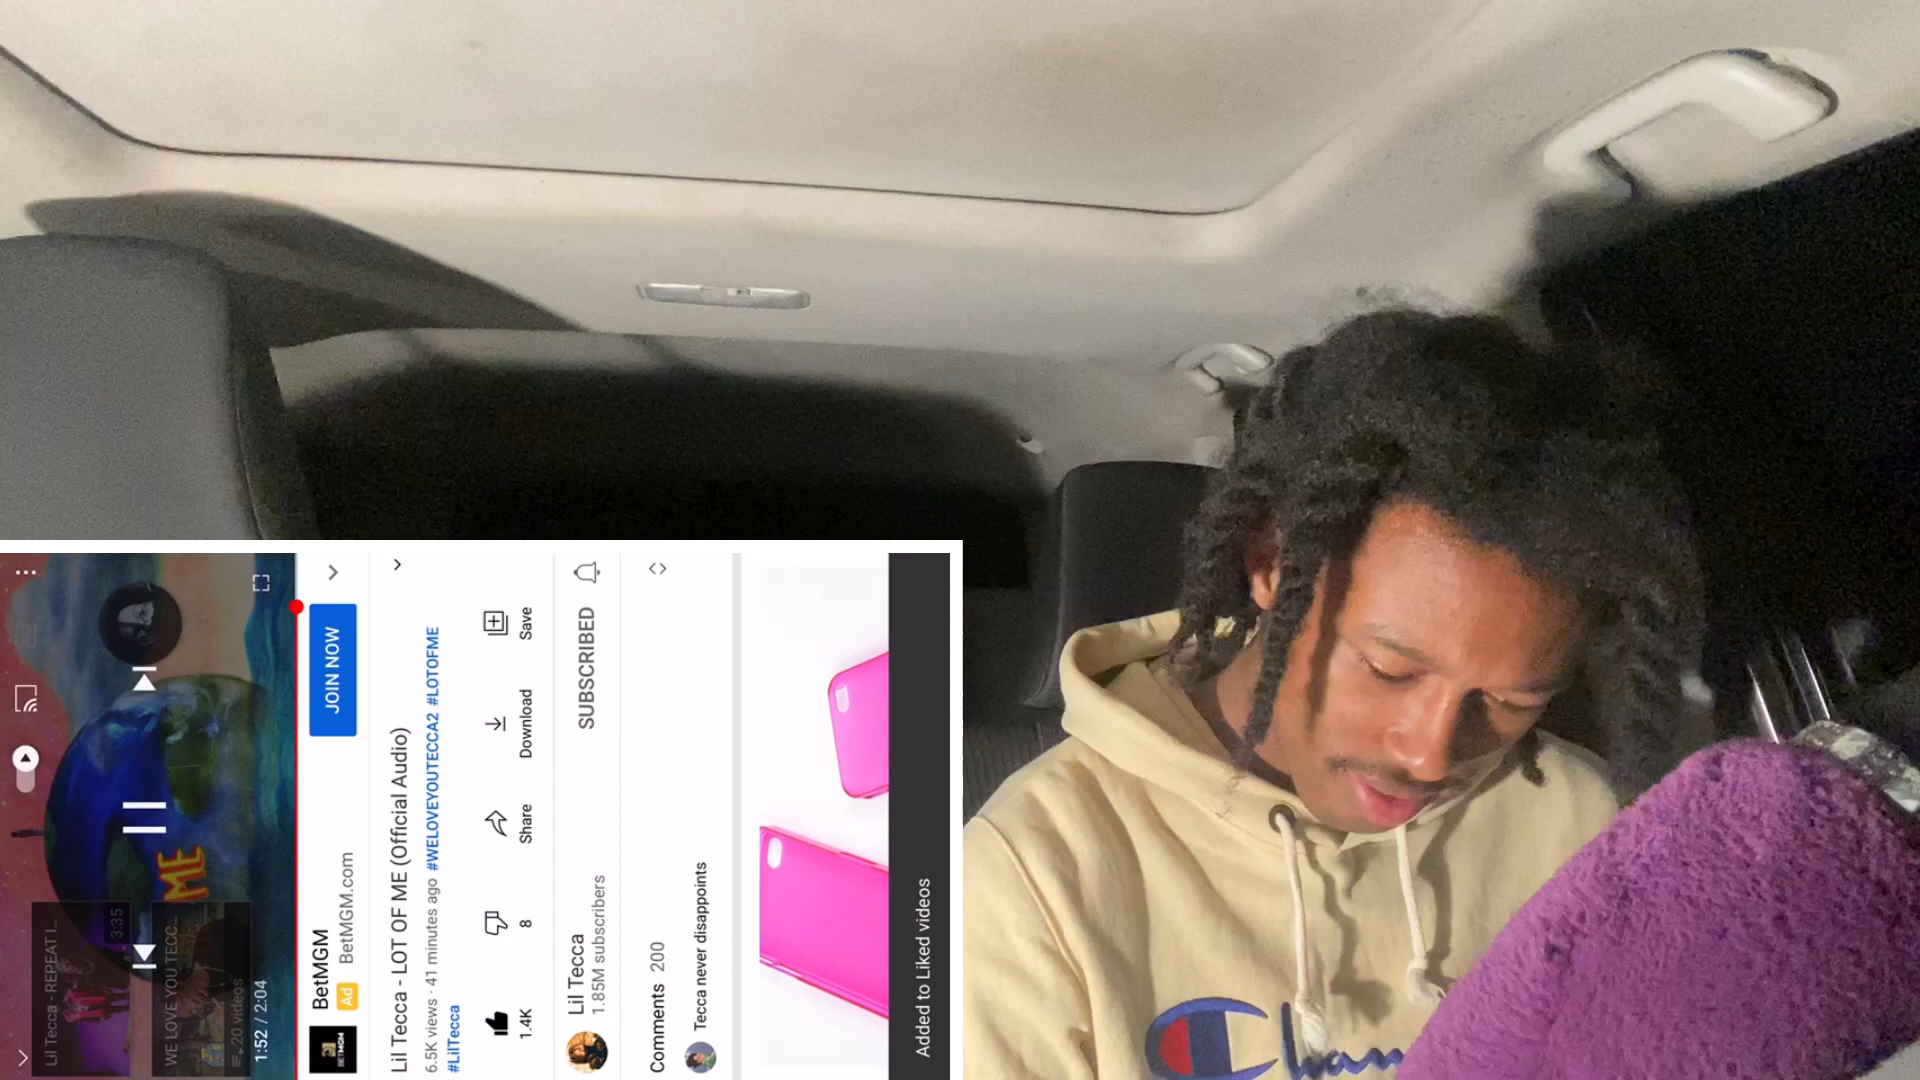 Lil Tecca - REPEAT I...
3:35
WE LOVE YOU TECC...
20 videos
ME
1:52 / 2:04
BETMGM
BetMGM
Ad BetMGM.com
JOIN NOW
Lil Tecca - LOT OF ME (Official Audio)
6.5K views · 41 minutes ago #WELOVEYOUTECCA2 #LOTOFME
#LilTecca
1.4K
8
Share
Download
Save
Lil Tecca
1.85M subscribers
SUBSCRIBED
Comments 200
Tecca never disappoints
Added to Liked videos
Cham